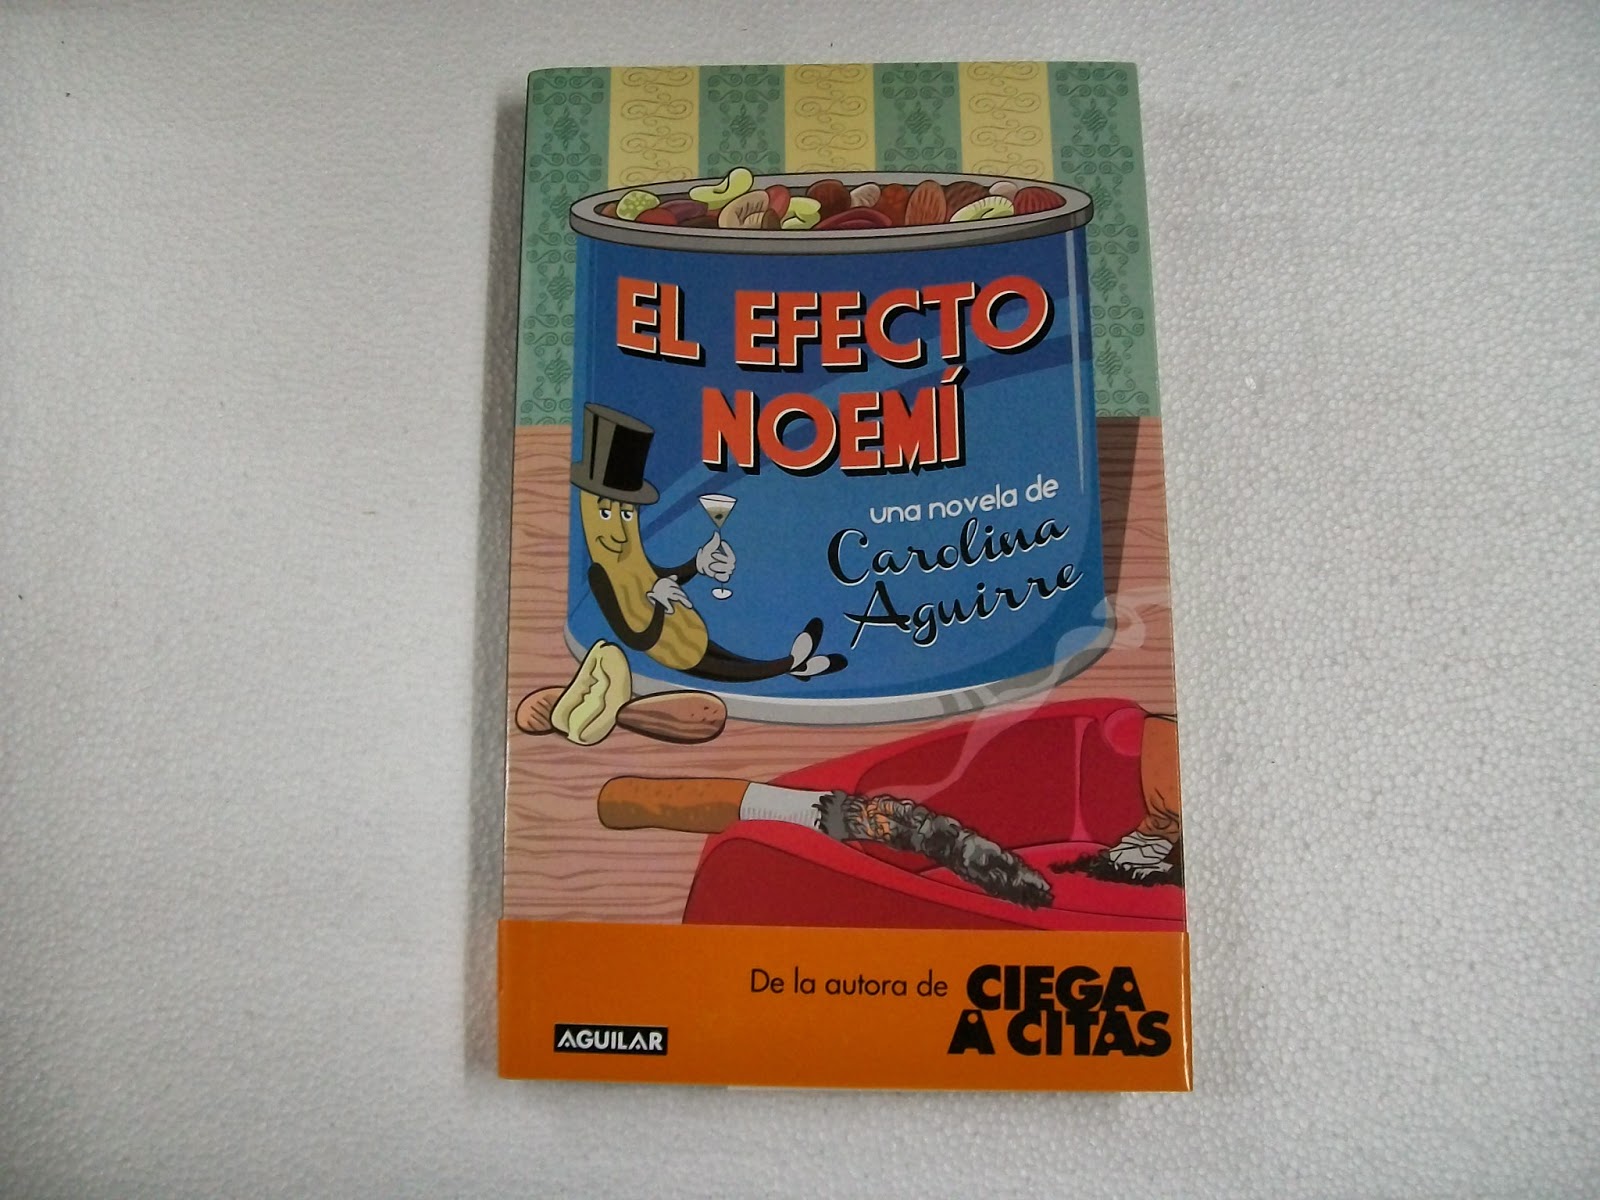 EL EFECTO
NOEMÍ
una novela de
Carolina
Aguirre
De la autora de
CIEGA
A CITAS
AGUILAR